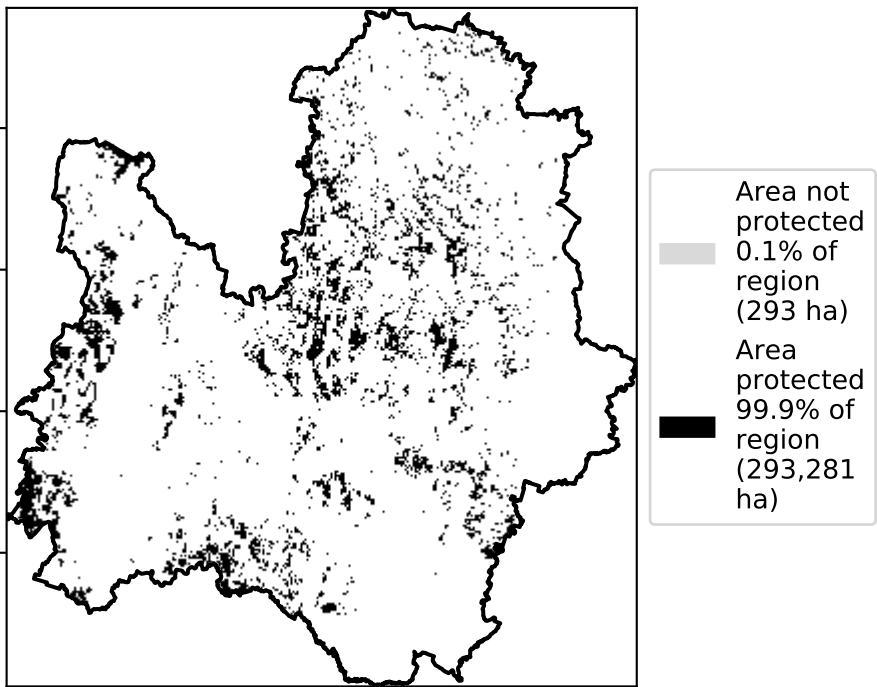 Area not
protected
0.1% of
region
(293 ha)
Area
protected
99.9% of
region
(293,281
ha)